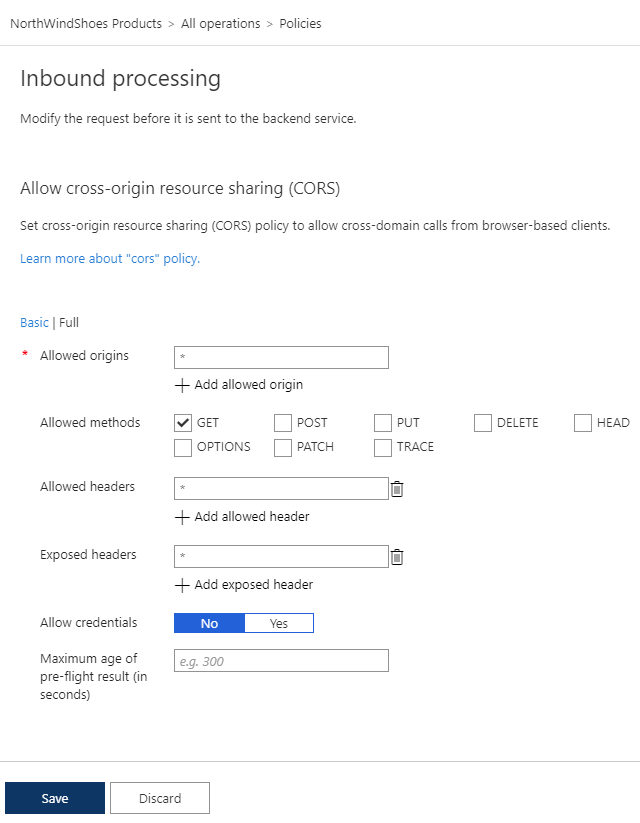 NorthWindShoes Products > All operations > Policies
Inbound processing
Modify the request before it is sent to the backend service.
Allow cross-origin resource sharing (CORS)
Set cross-origin resource sharing (CORS) policy to allow cross-domain calls from browser-based clients.
Learn more about "cors" policy.
Basic | Full
* Allowed origins *
+ Add allowed origin
Allowed methods GET POST PUT DELETE HEAD
OPTIONS PATCH TRACE
Allowed headers *
+ Add allowed header
Exposed headers *
+ Add exposed header
Allow credentials No Yes
Maximum age of e.g. 300
pre-flight result (in
seconds)
Save Discard